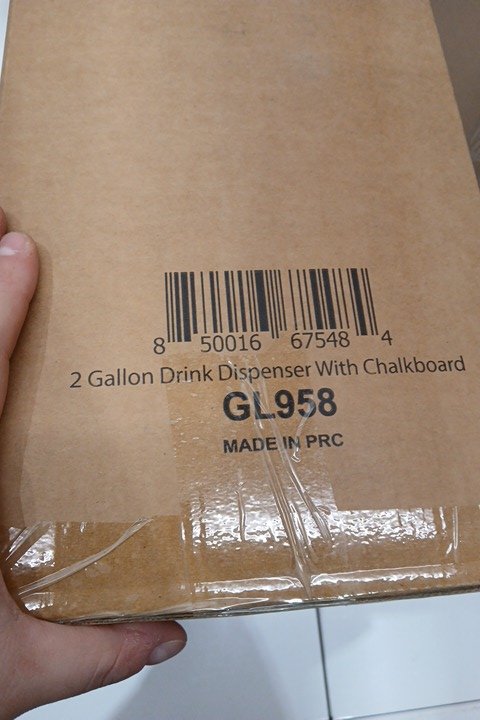 8 50016 67548 4
2 Gallon Drink Dispenser With Chalkboard
GL958
MADE IN PRC